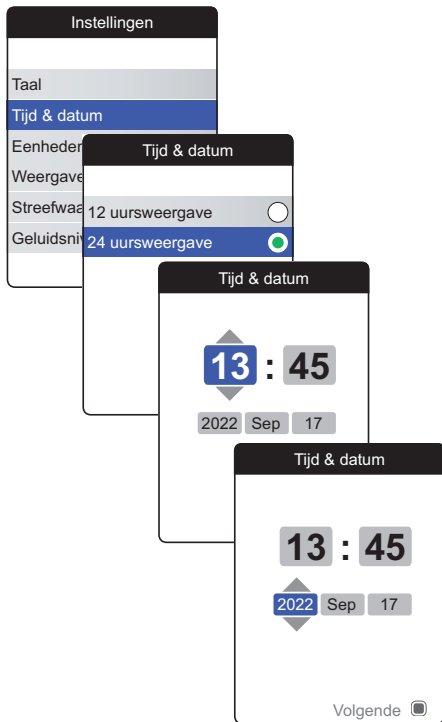 Instellingen
Taal
Tijd & datum
Eenheden
Weergave
Streefwaa
Geluidsni
Tijd & datum
12 uursweergave
24 uursweergave
Tijd & datum
13 : 45
2022 Sep 17
Tijd & datum
13 : 45
2022 Sep 17
Volgende